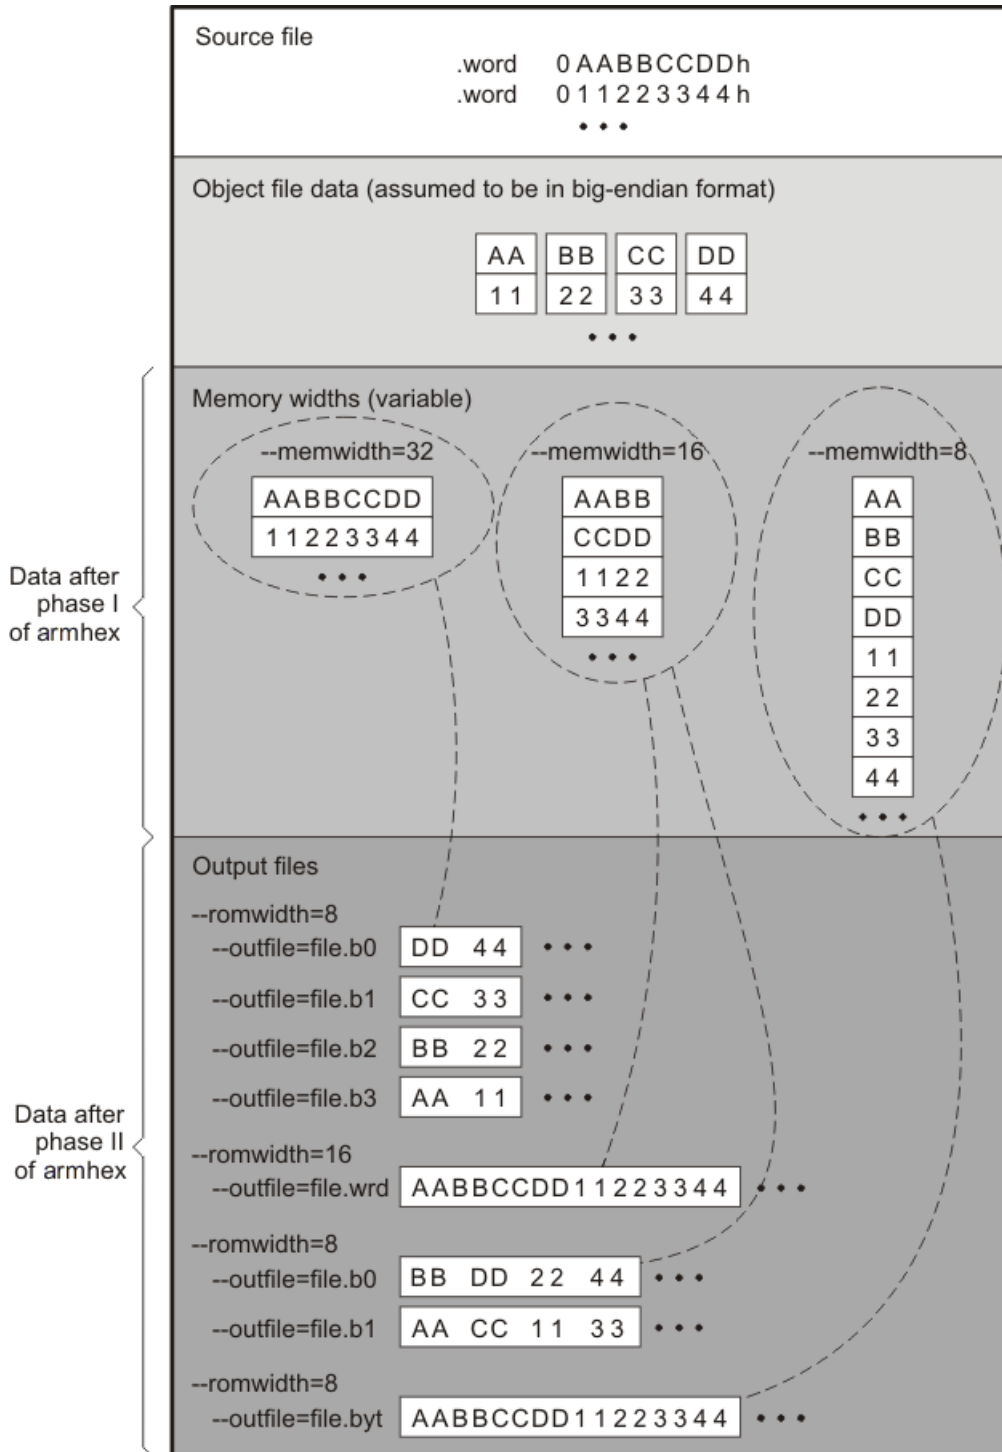 Source file
.word 0AABBCCDDh
.word 011223344h
• • •
Object file data (assumed to be in big-endian format)
AA BB CC DD
11 22 33 44
• • •
Data after
phase I
of armhex
Memory widths (variable)
--memwidth=32
AABBCCDD
11223344
• • •
--memwidth=16
AABB
CCDD
1122
3344
• • •
--memwidth=8
AA
BB
CC
DD
11
22
33
44
• • •
Data after
phase II
of armhex
Output files
--romwidth=8
--outfile=file.b0 DD 44 • • •
--outfile=file.b1 CC 33 • • •
--outfile=file.b2 BB 22 • • •
--outfile=file.b3 AA 11 • • •
--romwidth=16
--outfile=file.wrd AABBCCDD11223344 • • •
--romwidth=8
--outfile=file.b0 BB DD 22 44 • • •
--outfile=file.b1 AA CC 11 33 • • •
--romwidth=8
--outfile=file.byt AABBCCDD11223344 • • •